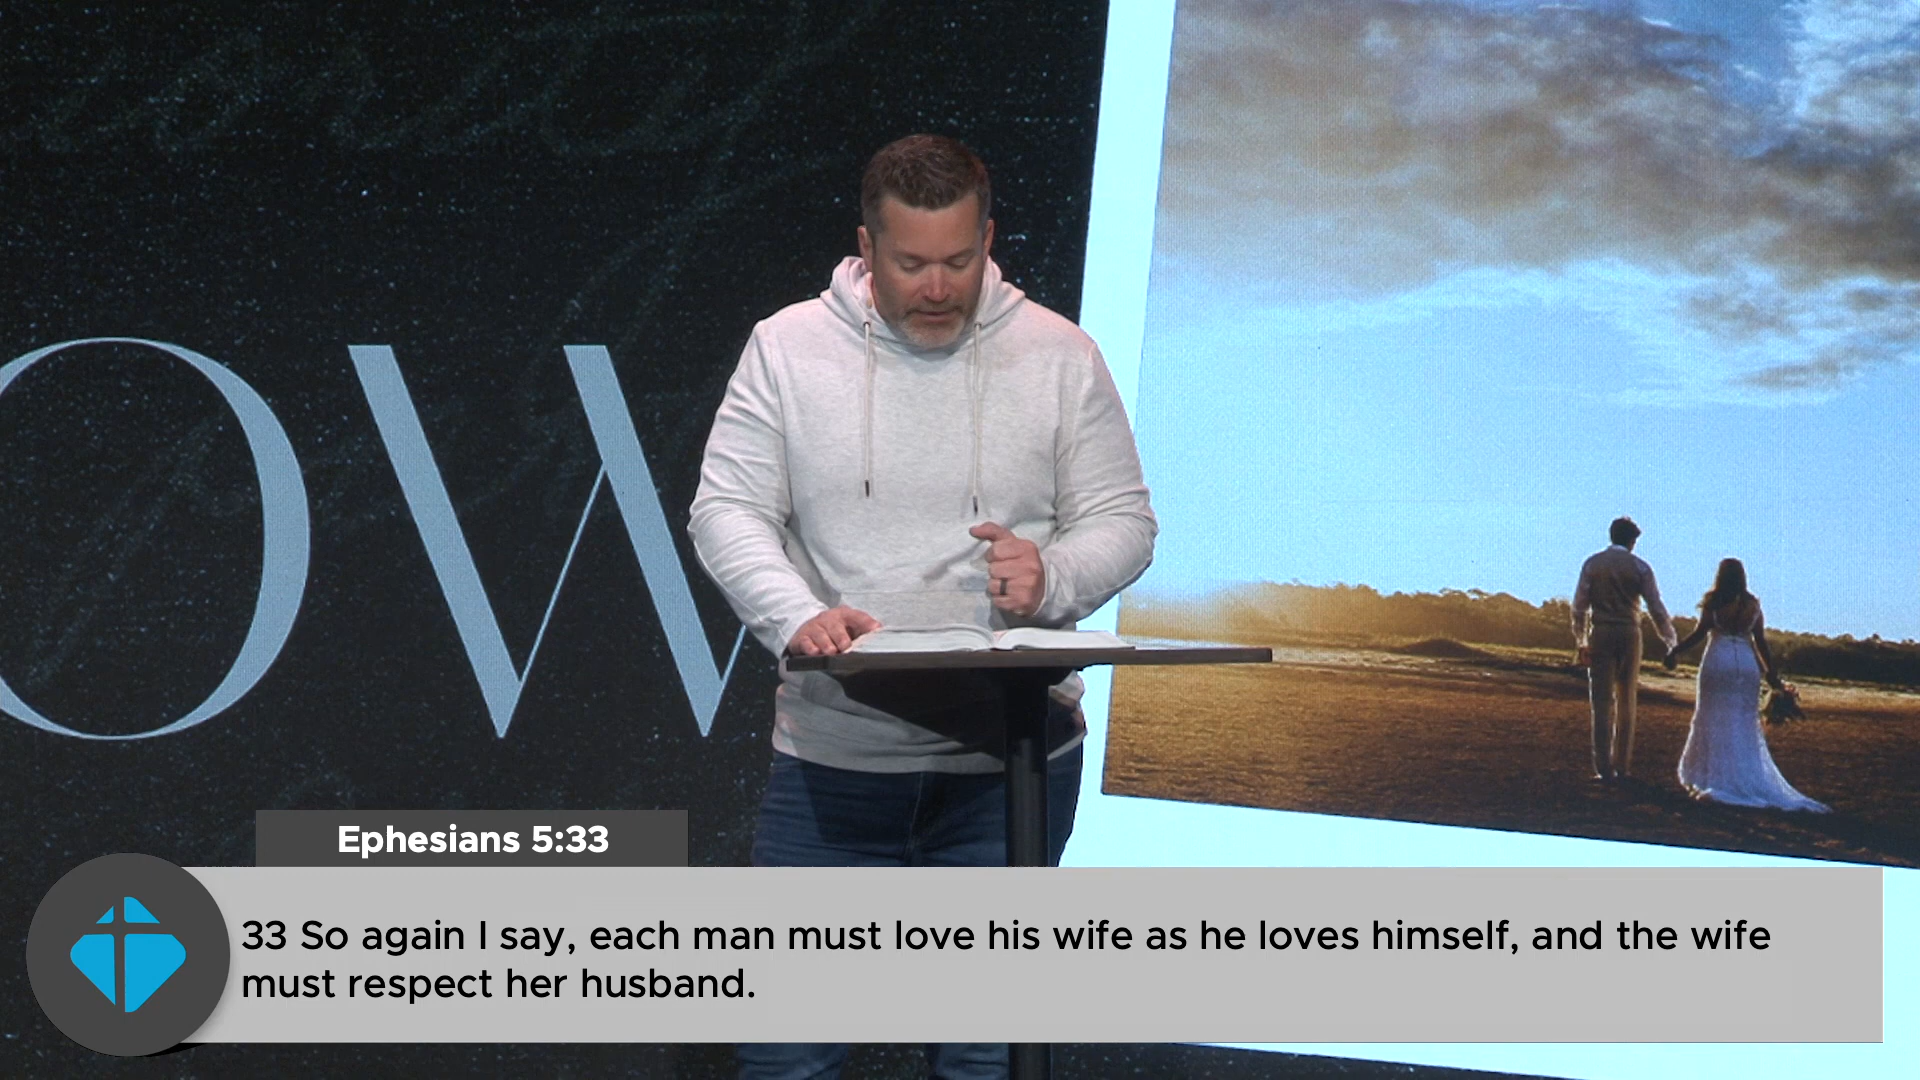 OW
Ephesians 5:33
33 So again I say, each man must love his wife as he loves himself, and the wife
must respect her husband.